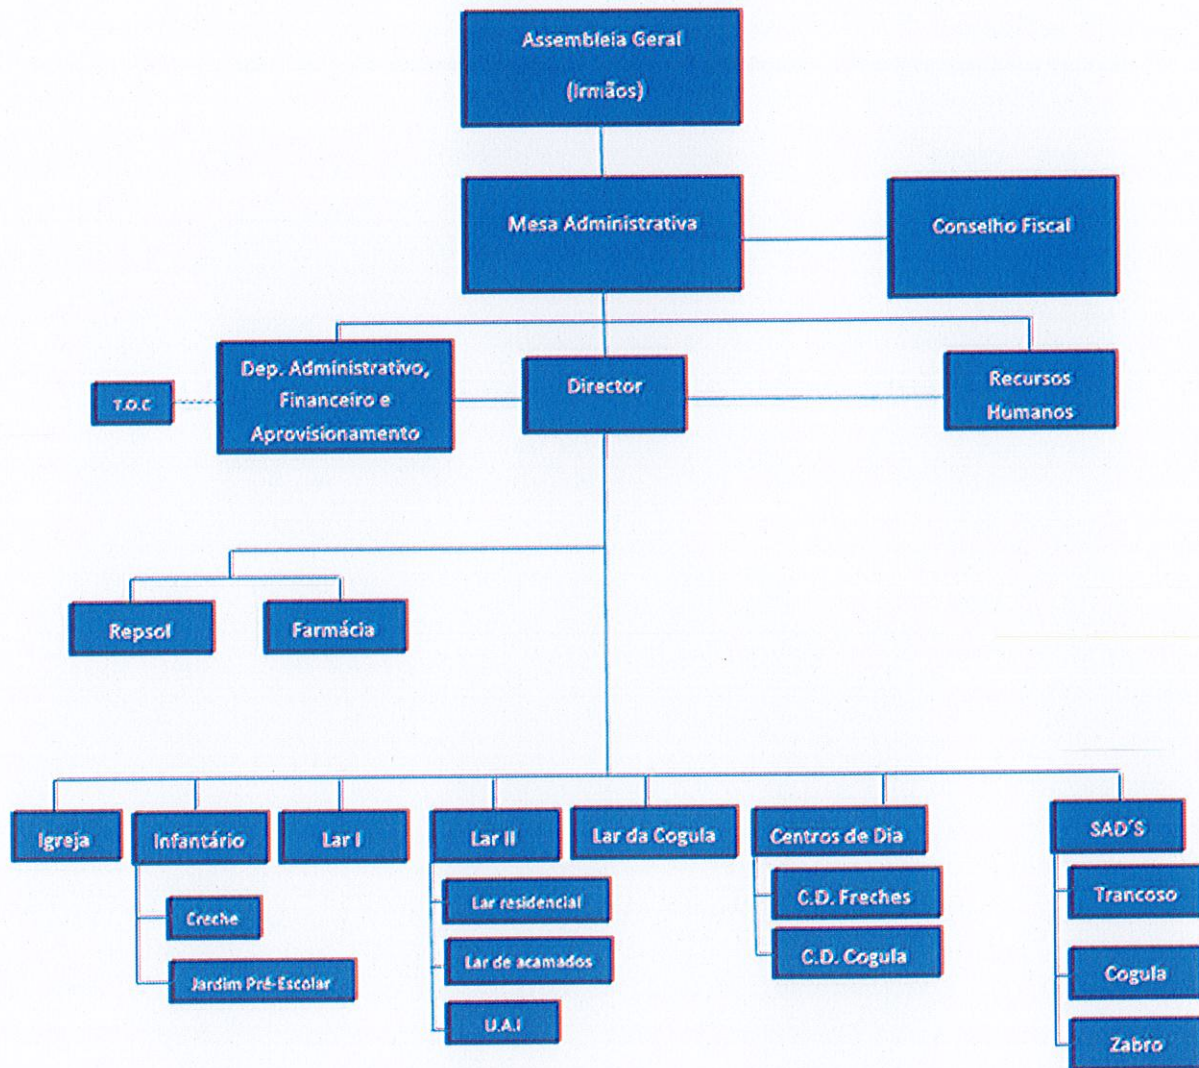 Assembleia Geral
(Irmãos)
Mesa Administrativa
Conselho Fiscal
Dep. Administrativo,
Financeiro e
Aprovisionamento
T.O.C
Director
Recursos
Humanos
Repsol
Farmácia
Igreja
Infantário
Lar I
Lar II
Lar da Cogula
Centros de Dia
SAD´S
Creche
Jardim Pré-Escolar
Lar residencial
Lar de acamados
U.A.I
C.D. Freches
C.D. Cogula
Trancoso
Cogula
Zabro